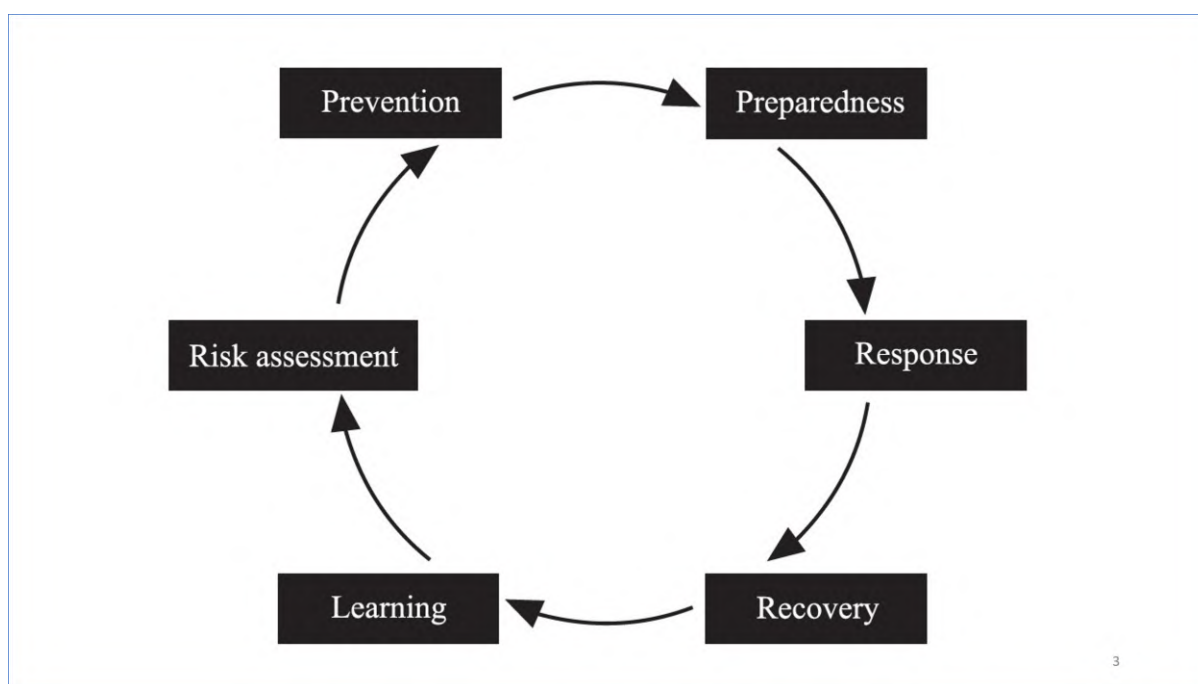 Prevention
Preparedness
Risk assessment
Response
Learning
Recovery
3